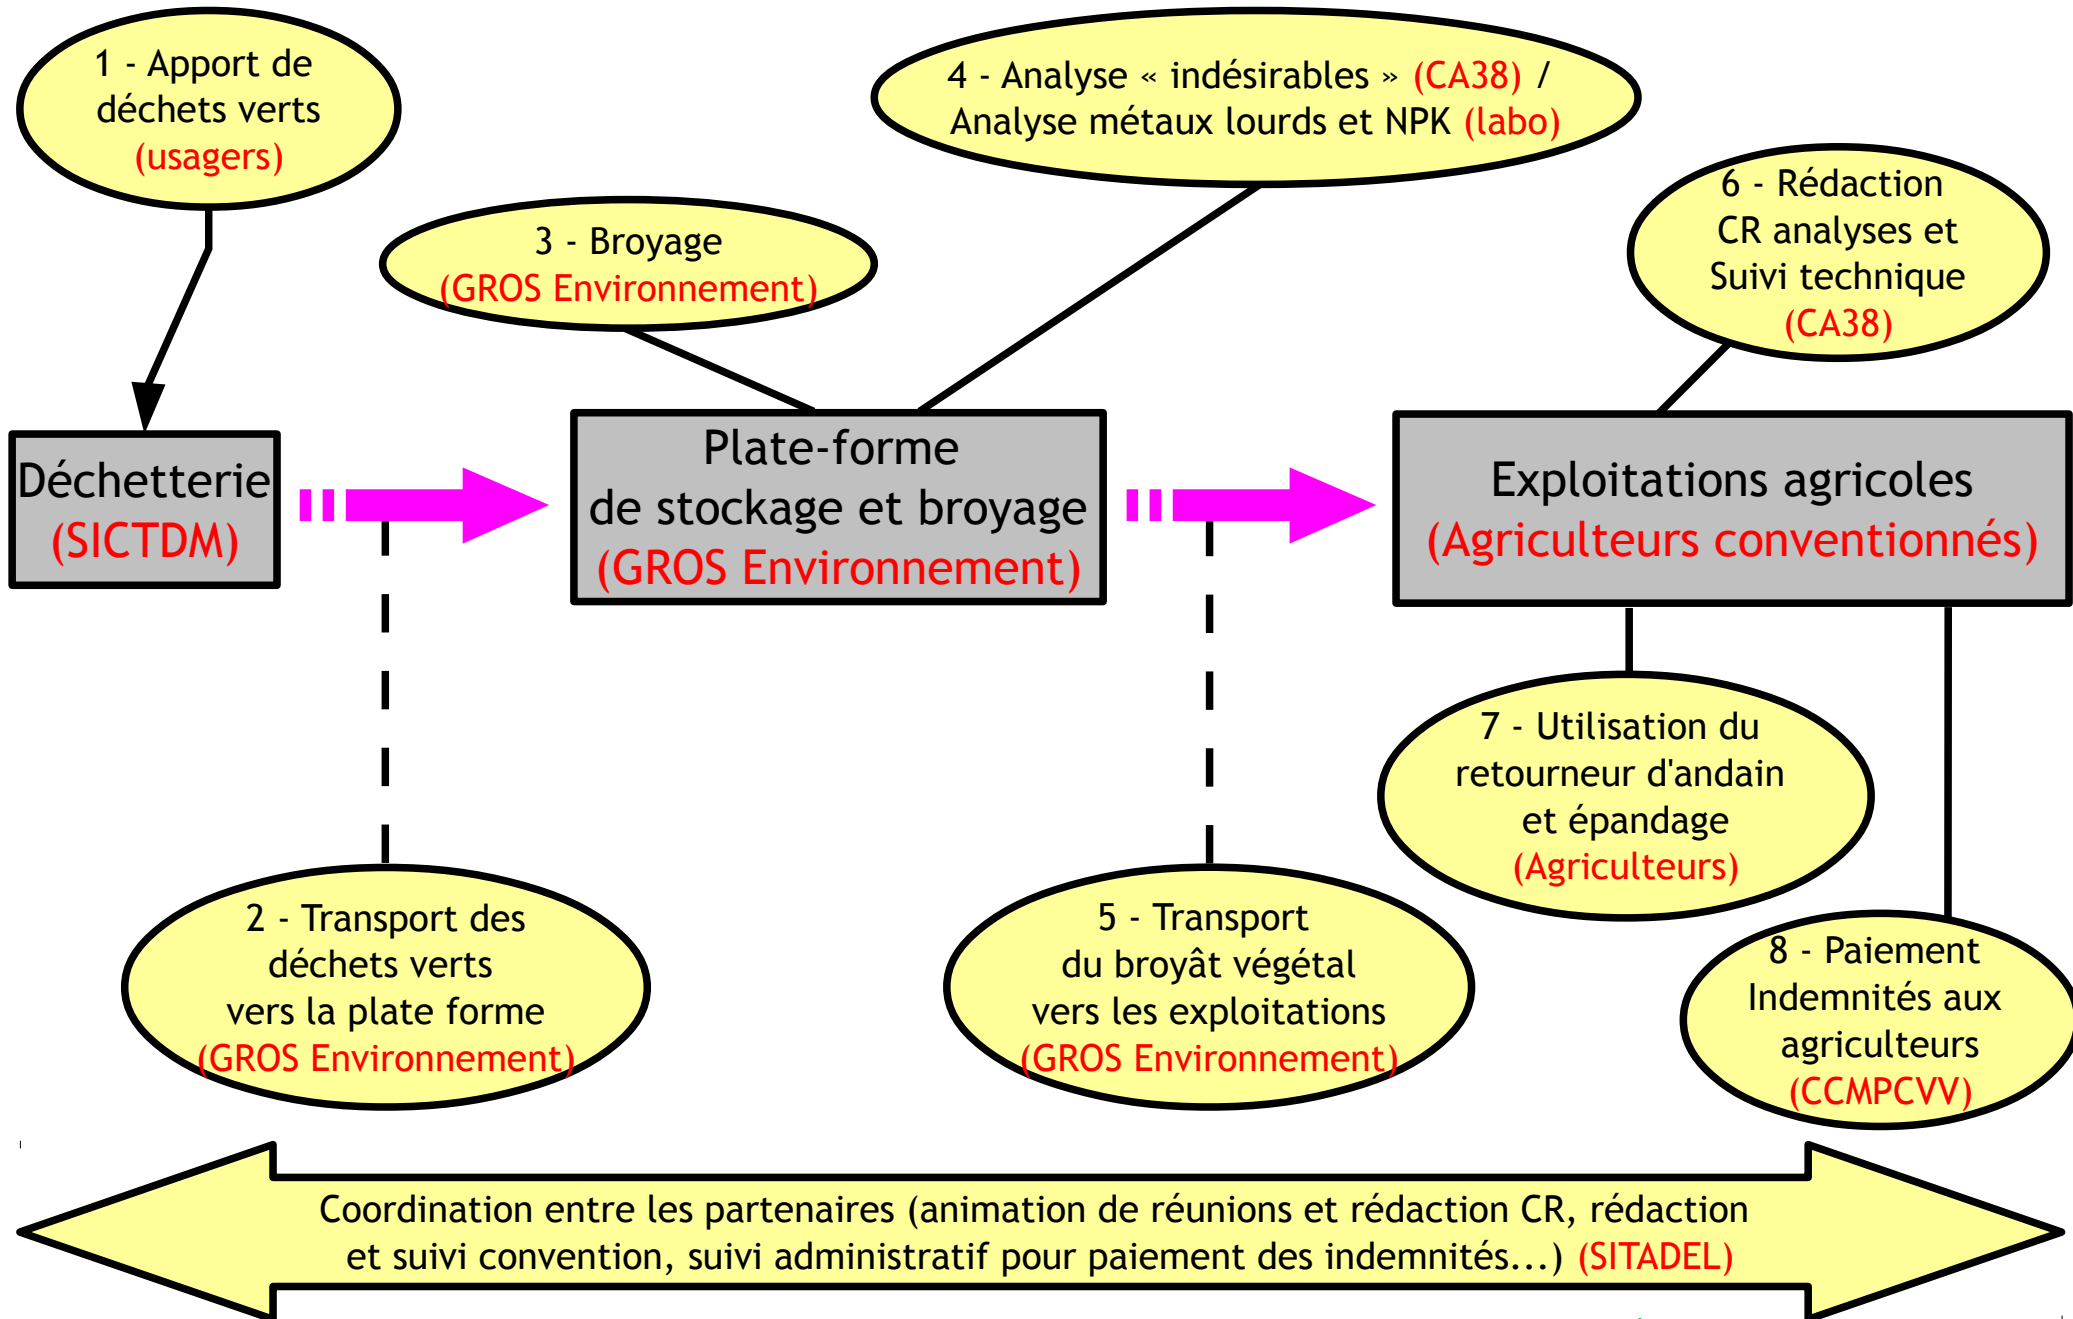 1 - Apport de
déchets verts
(usagers)
4 - Analyse « indésirables » (CA38) /
Analyse métaux lourds et NPK (labo)
3 - Broyage
(GROS Environnement)
6 - Rédaction
CR analyses et
Suivi technique
(CA38)
Déchetterie
(SICTDM)
Plate-forme
de stockage et broyage
(GROS Environnement)
Exploitations agricoles
(Agriculteurs conventionnés)
7 - Utilisation du
retourneur d'andain
et épandage
(Agriculteurs)
2 - Transport des
déchets verts
vers la plate forme
(GROS Environnement)
5 - Transport
du broyât végétal
vers les exploitations
(GROS Environnement)
8 - Paiement
Indemnités aux
agriculteurs
(CCMPCVV)
Coordination entre les partenaires (animation de réunions et rédaction CR, rédaction
et suivi convention, suivi administratif pour paiement des indemnités...) (SITADEL)